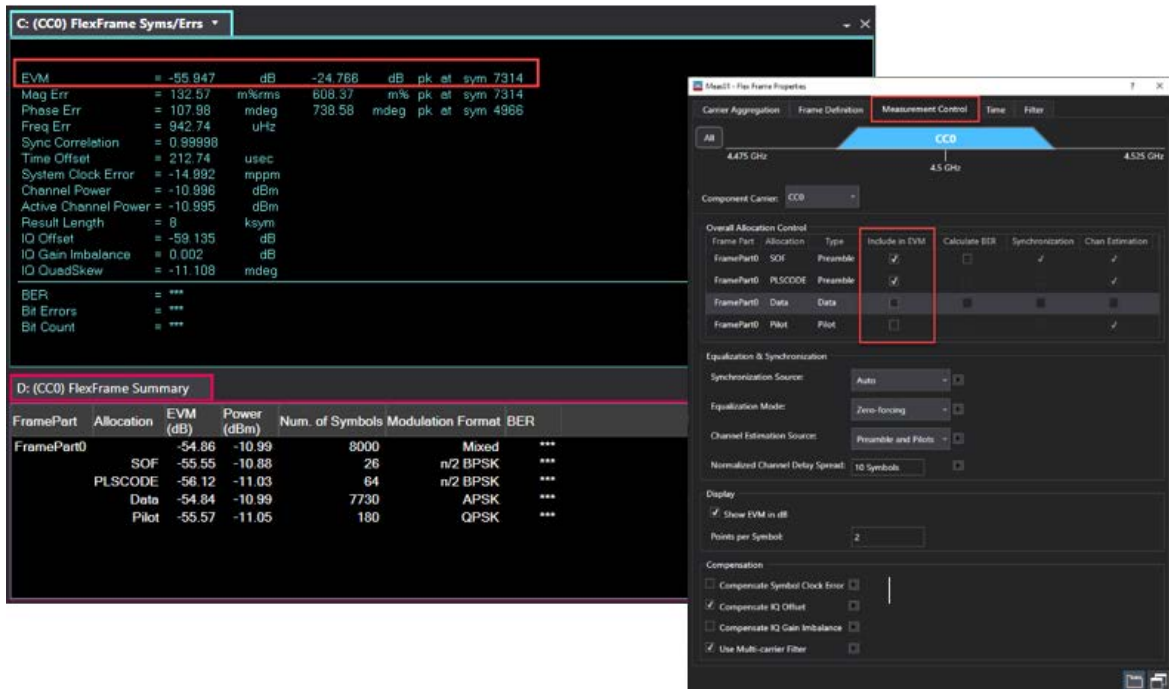 C: (CC0) FlexFrame Syms/Errs
EVM = -55.947 dB -24.766 dB pk at sym 7314
Mag Err = 132.57 m%rms 608.37 m% pk at sym 7314
Phase Err = 107.98 mdeg 738.58 mdeg pk at sym 4966
Freq Err = 942.74 uHz
Sync Correlation = 0.99998
Time Offset = 212.74 usec
System Clock Error = -14.992 mppm
Channel Power = -10.996 dBm
Active Channel Power = -10.995 dBm
Result Length = 8 ksym
IQ Offset = -59.135 dB
IQ Gain Imbalance = 0.002 dB
IQ QuadSkew = -11.108 mdeg
BER = ***
Bit Errors = ***
Bit Count = ***
D: (CC0) FlexFrame Summary
FramePart Allocation EVM (dB) Power (dBm) Num. of Symbols Modulation Format BER
FramePart0 -54.86 -10.99 8000 Mixed ***
SOF -55.55 -10.88 26 π/2 BPSK ***
PLSCODE -56.12 -11.03 64 π/2 BPSK ***
Data -54.84 -10.99 7730 APSK ***
Pilot -55.57 -11.05 180 QPSK ***
Meas01 - Flex Frame Properties
Carrier Aggregation Frame Definition Measurement Control Time Filter
All
CC0
4.475 GHz 4.5 GHz 4.525 GHz
Component Carrier: CC0
Overall Allocation Control
Frame Part Allocation Type Include in EVM Calculate BER Synchronization Chan Estimation
FramePart0 SOF Preamble
FramePart0 PLSCODE Preamble
FramePart0 Data Data
FramePart0 Pilot Pilot
Equalization & Synchronization
Synchronization Source: Auto
Equalization Mode: Zero-forcing
Channel Estimation Source: Preamble and Pilots
Normalized Channel Delay Spread: 10 Symbols
Display
Show EVM in dB
Points per Symbol: 2
Compensation
Compensate Symbol Clock Error
Compensate IQ Offset
Compensate IQ Gain Imbalance
Use Multi-carrier Filter